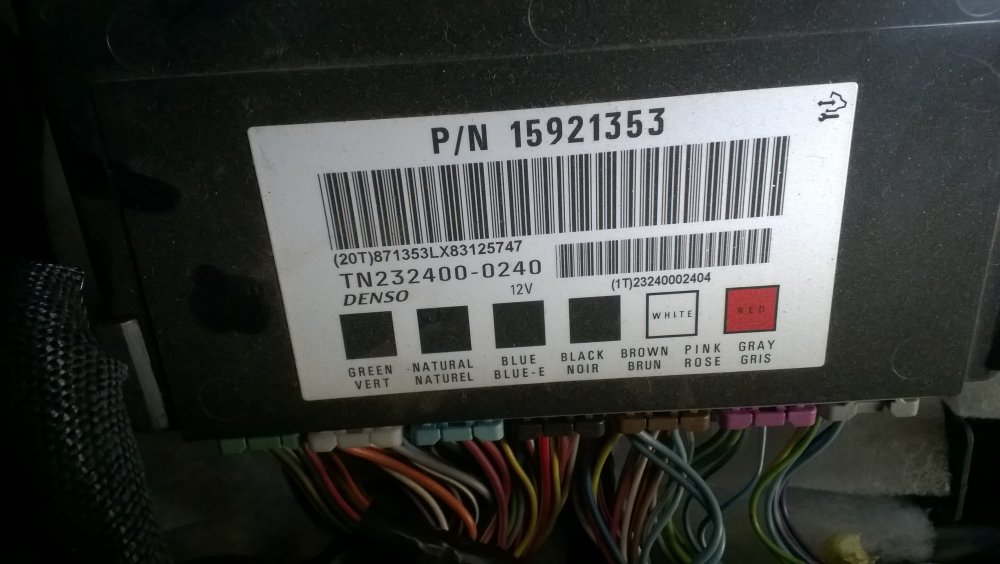 P/N 15921353
(20T)871353LX83125747
TN232400-0240
(1T)23240002404
DENSO
12V
WHITE
RED
GREEN
VERT
NATURAL
NATUREL
BLUE
BLUE-E
BLACK
NOIR
BROWN
BRUN
PINK
ROSE
GRAY
GRIS